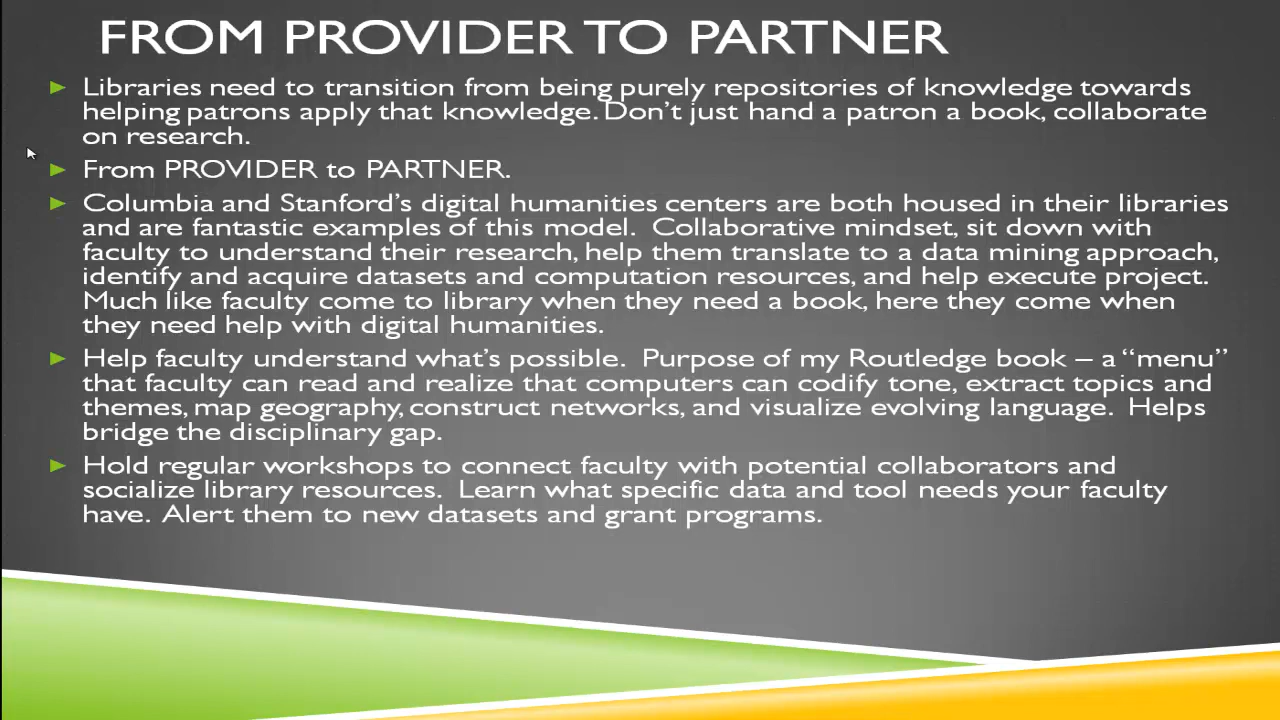 FROM PROVIDER TO PARTNER
Libraries need to transition from being purely repositories of knowledge towards
helping patrons apply that knowledge. Don’t just hand a patron a book, collaborate
on research.
From PROVIDER to PARTNER.
Columbia and Stanford’s digital humanities centers are both housed in their libraries
and are fantastic examples of this model.  Collaborative mindset, sit down with
faculty to understand their research, help them translate to a data mining approach,
identify and acquire datasets and computation resources, and help execute project.
Much like faculty come to library when they need a book, here they come when
they need help with digital humanities.
Help faculty understand what’s possible.  Purpose of my Routledge book – a “menu”
that faculty can read and realize that computers can codify tone, extract topics and
themes, map geography, construct networks, and visualize evolving language.  Helps
bridge the disciplinary gap.
Hold regular workshops to connect faculty with potential collaborators and
socialize library resources.  Learn what specific data and tool needs your faculty
have.  Alert them to new datasets and grant programs.